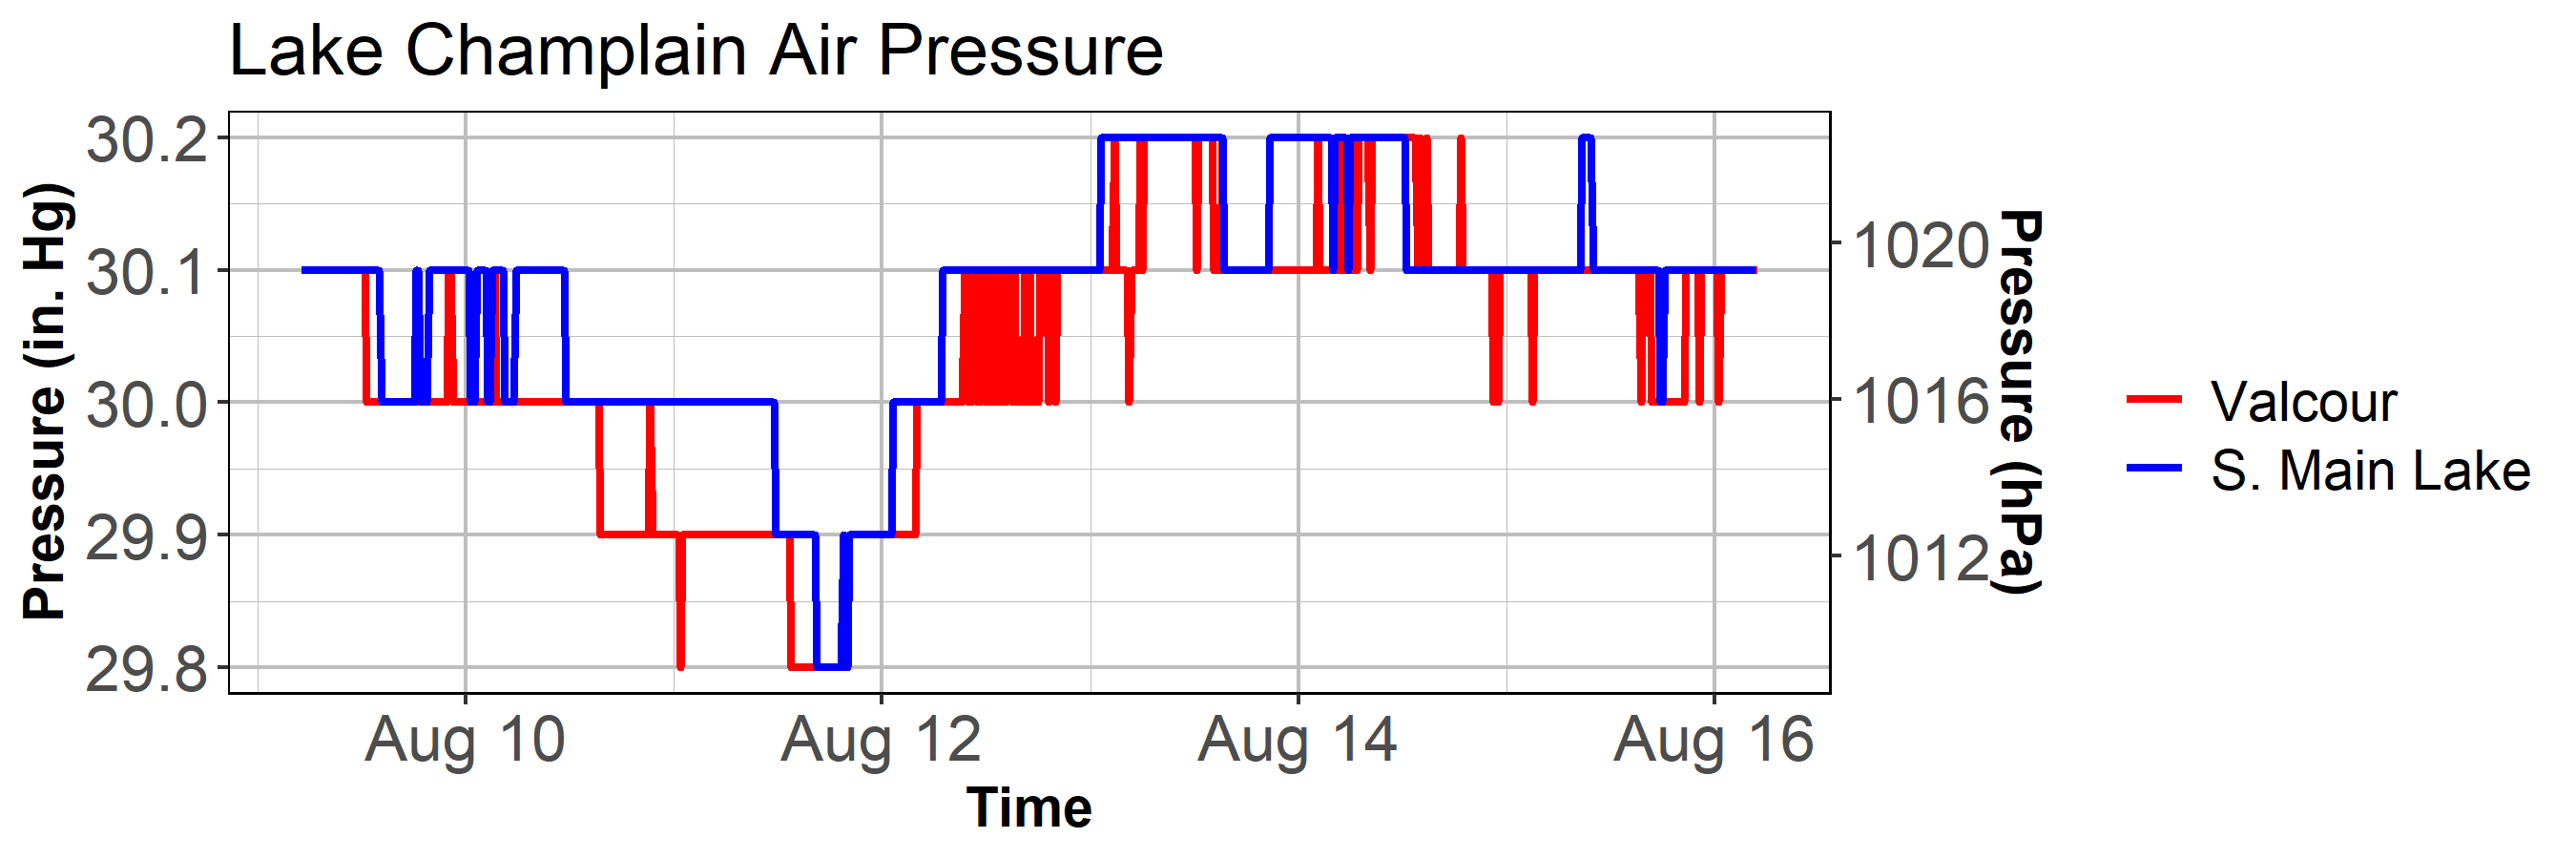 Lake Champlain Air Pressure
Pressure (in. Hg)
30.2
30.1
30.0
29.9
29.8
1020
1016
1012
Pressure (hPa)
Valcour
S. Main Lake
Aug 10
Aug 12
Aug 14
Aug 16
Time